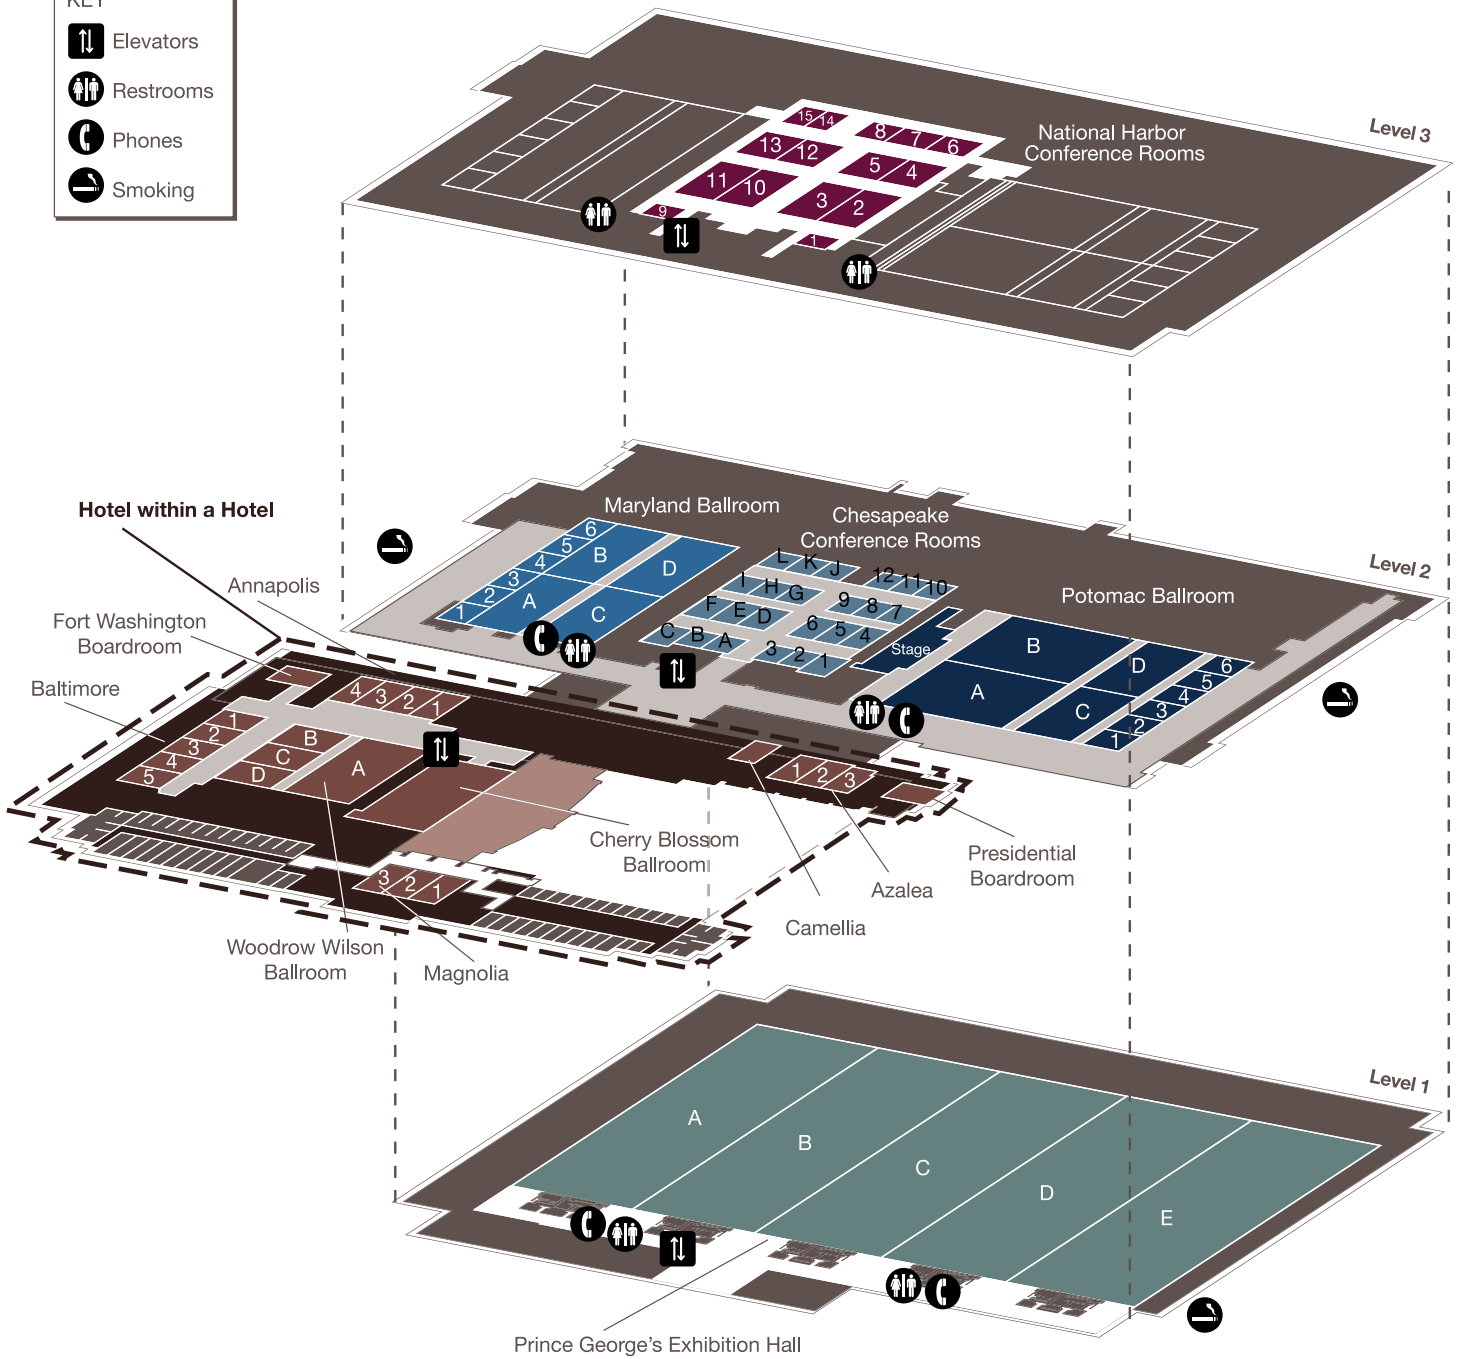 KEY
Elevators
Restrooms
Phones
Smoking
Level 3
National Harbor
Conference Rooms
15 14
8 7 6
13 12
5 4
11 10
3 2
9
1
Level 2
Maryland Ballroom
Chesapeake
Conference Rooms
Potomac Ballroom
6
5
4
3
2
1
B
D
A
C
L K J
12 11 10
I H G
9 8 7
F E D
6 5 4
C B A
3 2 1
Stage
B
D
A
C
6
5
4
3
2
1
Hotel within a Hotel
Annapolis
Fort Washington
Boardroom
Baltimore
4 3 2 1
1
2
3
4
5
B
C
D
A
1 2 3
Cherry Blossom
Ballroom
Presidential
Boardroom
Azalea
Camellia
3 2 1
Woodrow Wilson
Ballroom
Magnolia
Level 1
A
B
C
D
E
Prince George's Exhibition Hall